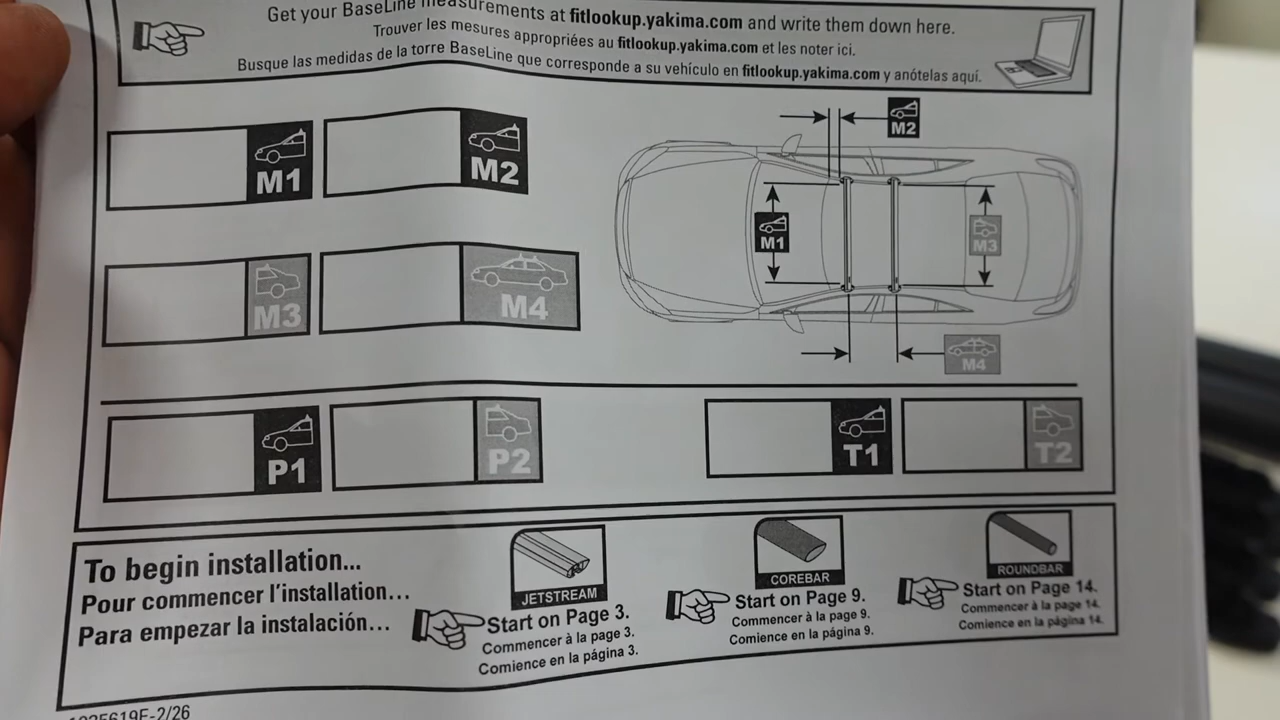 Get your BaseLine measurements at fitlookup.yakima.com and write them down here.
Trouver les mesures appropriées au fitlookup.yakima.com et les noter ici.
Busque las medidas de la torre BaseLine que corresponde a su vehículo en fitlookup.yakima.com y anótelas aquí.
M1
M2
M2
M1
M3
M3
M4
M4
P1
P2
T1
T2
To begin installation...
Pour commencer l'installation...
Para empezar la instalación...
JETSTREAM
Start on Page 3.
Commencer à la page 3.
Comience en la página 3.
COREBAR
Start on Page 9.
Commencer à la page 9.
Comience en la página 9.
ROUNDBAR
Start on Page 14.
Commencer à la page 14.
Comience en la página 14.